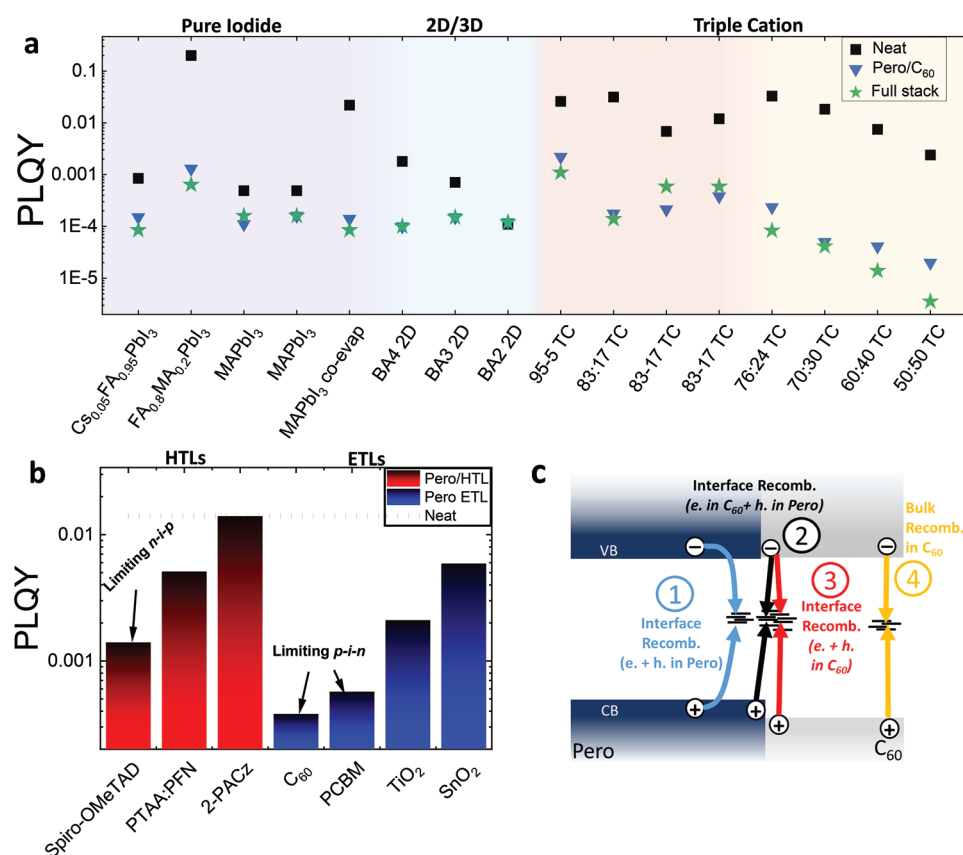 Pure Iodide 2D/3D Triple Cation
a
Neat
Pero/C₆₀
Full stack
PLQY
0.1
0.01
0.001
1E-4
1E-5
Cs₀.₀₅FA₀.₉₅PbI₃
FA₀.₈MA₀.₂PbI₃
MAPbI₃
MAPbI₃
MAPbI₃ co-evap
BA4 2D
BA3 2D
BA2 2D
95-5 TC
83:17 TC
83-17 TC
83-17 TC
76:24 TC
70:30 TC
60:40 TC
50:50 TC
b
HTLs ETLs
Pero/HTL
Pero ETL
Neat
PLQY
0.01
0.001
Limiting n-i-p
Limiting p-i-n
Spiro-OMeTAD
PTAA:PFN
2-PACz
C₆₀
PCBM
TiO₂
SnO₂
c
Interface Recomb.
(e. in C₆₀+ h. in Pero)
VB
−
−
−
2
Bulk
Recomb.
in C₆₀
4
1
Interface
Recomb.
(e. + h. in Pero)
3
Interface
Recomb.
(e. + h.
in C₆₀)
CB
+
+
+
+
Pero
C₆₀